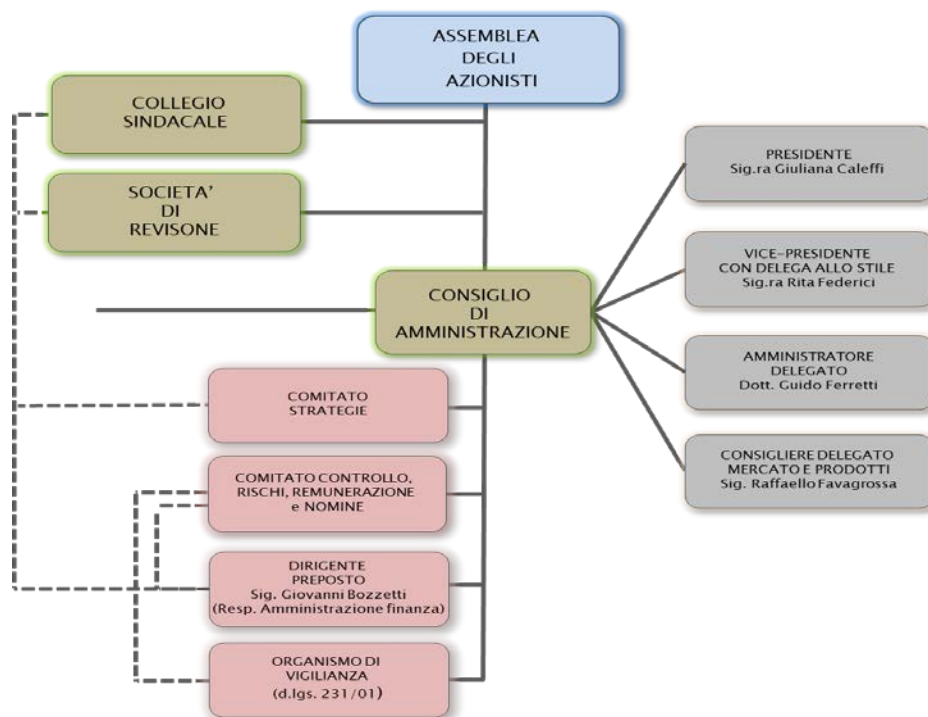 ASSEMBLEA
DEGLI
AZIONISTI
COLLEGIO
SINDACALE
SOCIETA'
DI
REVISONE
CONSIGLIO
DI
AMMINISTRAZIONE
PRESIDENTE
Sig.ra Giuliana Caleffi
VICE-PRESIDENTE
CON DELEGA ALLO STILE
Sig.ra Rita Federici
AMMINISTRATORE
DELEGATO
Dott. Guido Ferretti
CONSIGLIERE DELEGATO
MERCATO E PRODOTTI
Sig. Raffaello Favagrossa
COMITATO
STRATEGIE
COMITATO CONTROLLO,
RISCHI, REMUNERAZIONE
e NOMINE
DIRIGENTE
PREPOSTO
Sig. Giovanni Bozzetti
(Resp. Amministrazione finanza)
ORGANISMO DI
VIGILIANZA
(d.lgs. 231/01)